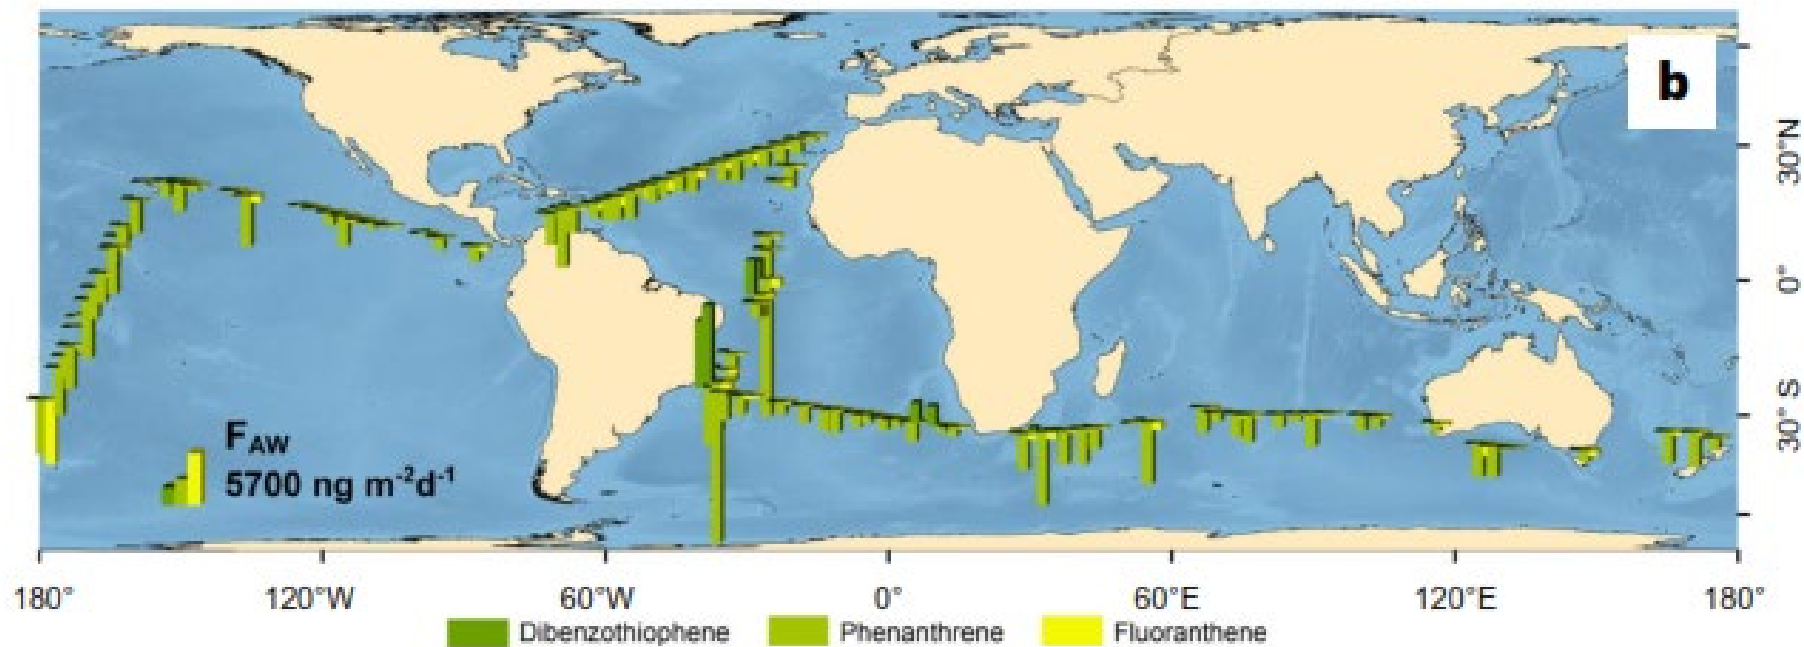 b
30°N
0°
30° S
FAW
5700 ng m-2d-1
180° 120°W 60°W 0° 60°E 120°E 180°
Dibenzothiophene Phenanthrene Fluoranthene